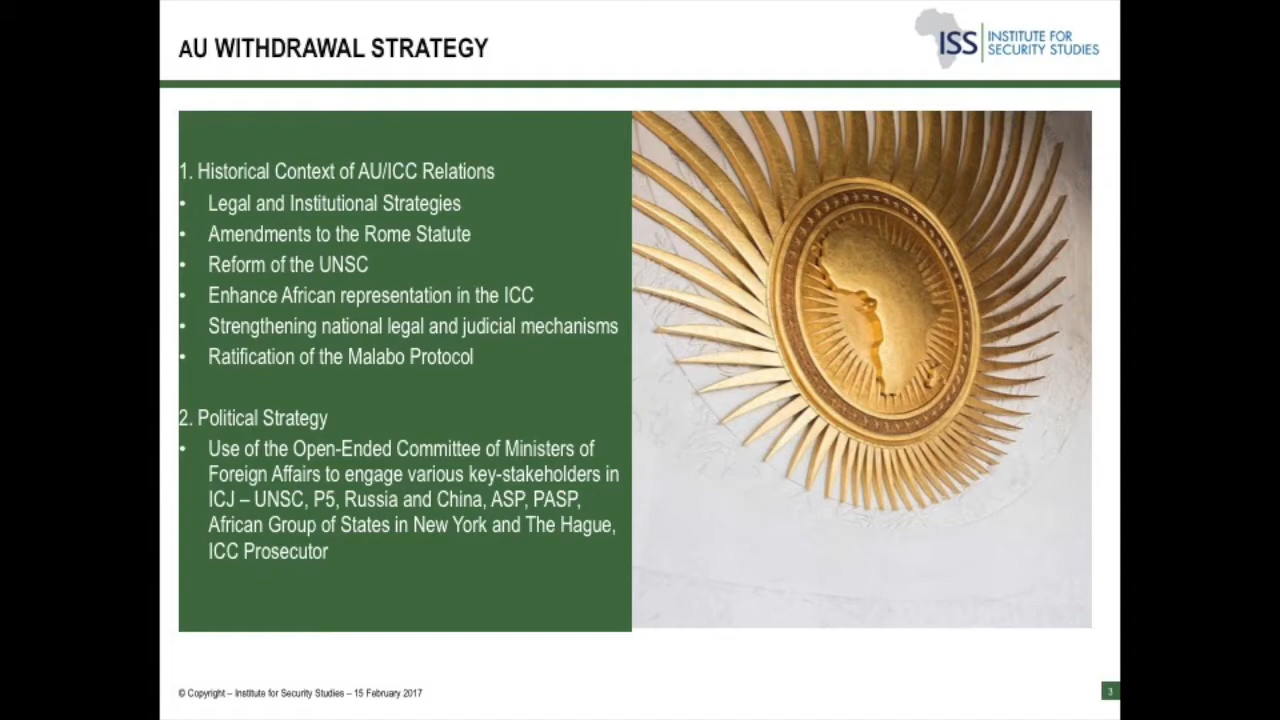 AU WITHDRAWAL STRATEGY
ISS
INSTITUTE FOR
SECURITY STUDIES
1. Historical Context of AU/ICC Relations
• Legal and Institutional Strategies
• Amendments to the Rome Statute
• Reform of the UNSC
• Enhance African representation in the ICC
• Strengthening national legal and judicial mechanisms
• Ratification of the Malabo Protocol
2. Political Strategy
• Use of the Open-Ended Committee of Ministers of
Foreign Affairs to engage various key-stakeholders in
ICJ – UNSC, P5, Russia and China, ASP, PASP,
African Group of States in New York and The Hague,
ICC Prosecutor
© Copyright – Institute for Security Studies – 15 February 2017
3